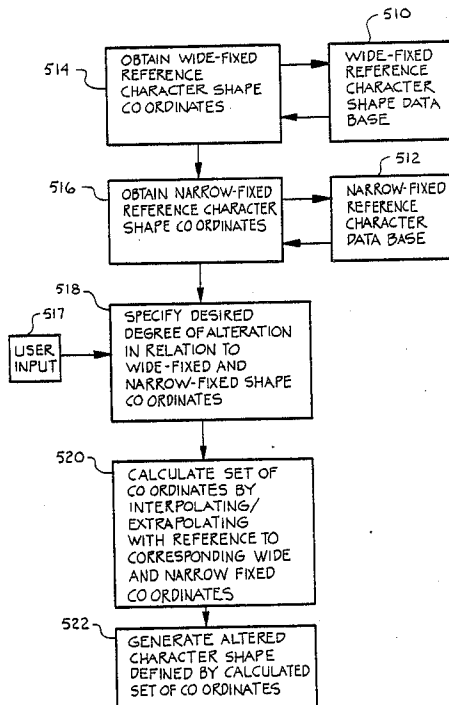 514
OBTAIN WIDE-FIXED
REFERENCE
CHARACTER SHAPE
CO ORDINATES
510
WIDE-FIXED
REFERENCE
CHARACTER
SHAPE DATA
BASE
516
OBTAIN NARROW-FIXED
REFERENCE CHARACTER
SHAPE CO ORDINATES
512
NARROW-FIXED
REFERENCE
CHARACTER
DATA BASE
517
USER
INPUT
518
SPECIFY DESIRED
DEGREE OF ALTERATION
IN RELATION TO
WIDE-FIXED AND
NARROW-FIXED SHAPE
CO ORDINATES
520
CALCULATE SET OF
CO ORDINATES BY
INTERPOLATING/
EXTRAPOLATING
WITH REFERENCE TO
CORRESPONDING WIDE
AND NARROW FIXED
CO ORDINATES
522
GENERATE ALTERED
CHARACTER SHAPE
DEFINED BY CALCULATED
SET OF CO ORDINATES